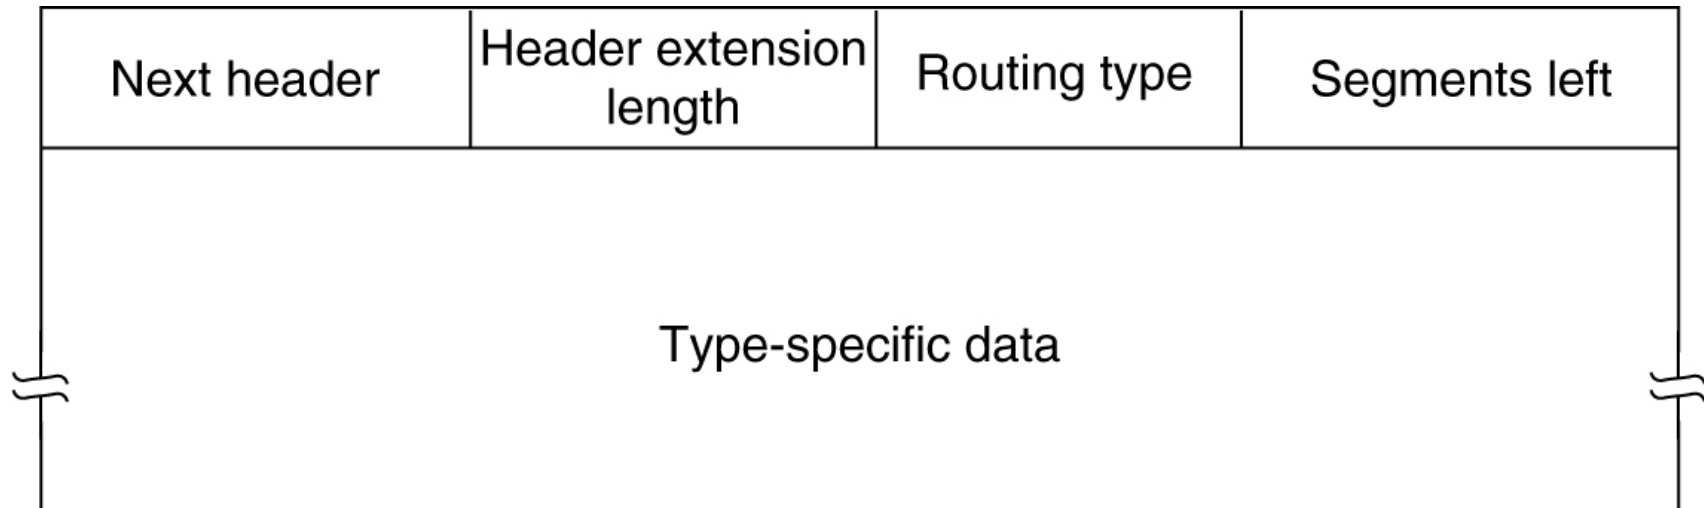 Next header
Header extension
length
Routing type
Segments left
Type-specific data